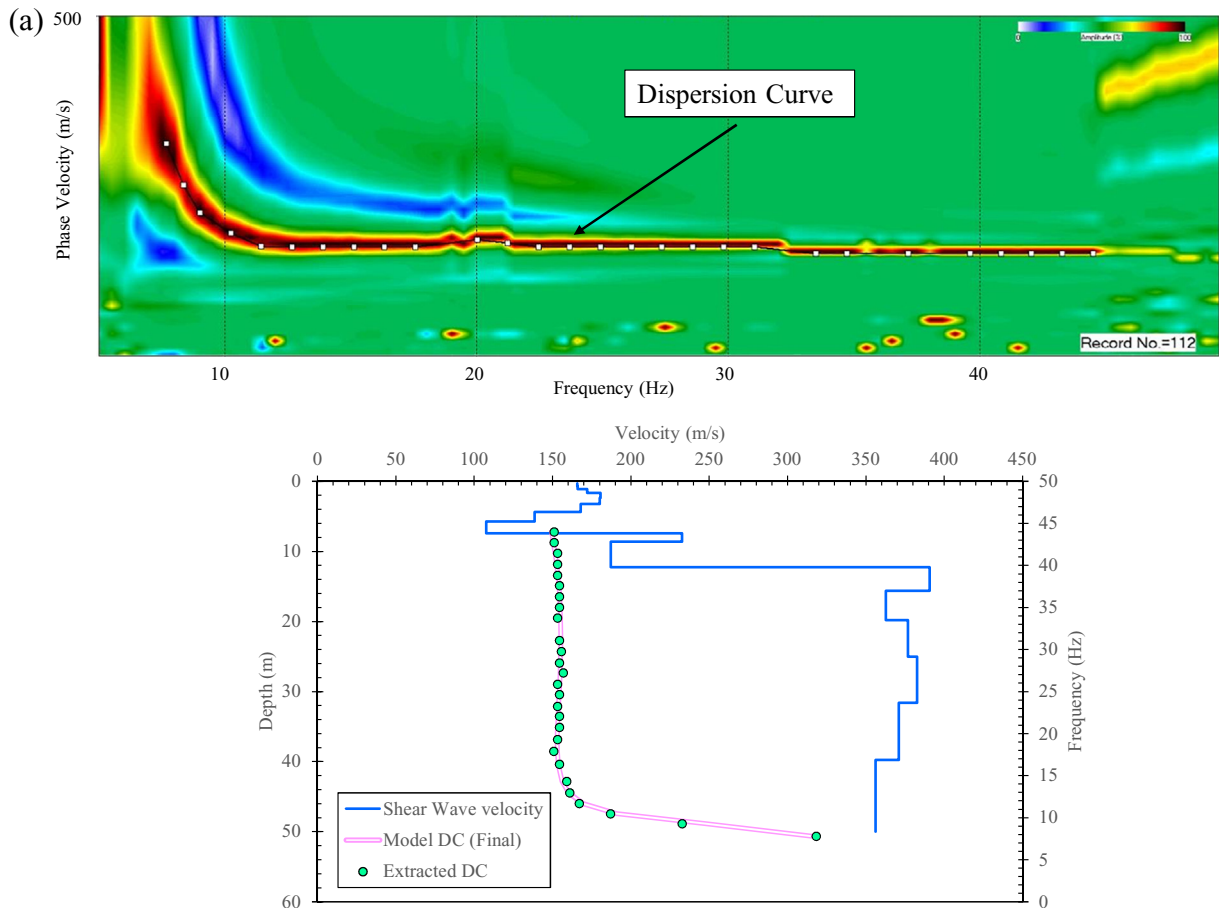 (a)
500
Phase Velocity (m/s)
0 Amplitude (%) 100
Dispersion Curve
Record No.=112
10 20 30 40
Frequency (Hz)
Velocity (m/s)
0 50 100 150 200 250 300 350 400 450
0
10
20
30
40
50
60
Depth (m)
50
45
40
35
30
25
20
15
10
5
0
Frequency (Hz)
Shear Wave velocity
Model DC (Final)
Extracted DC